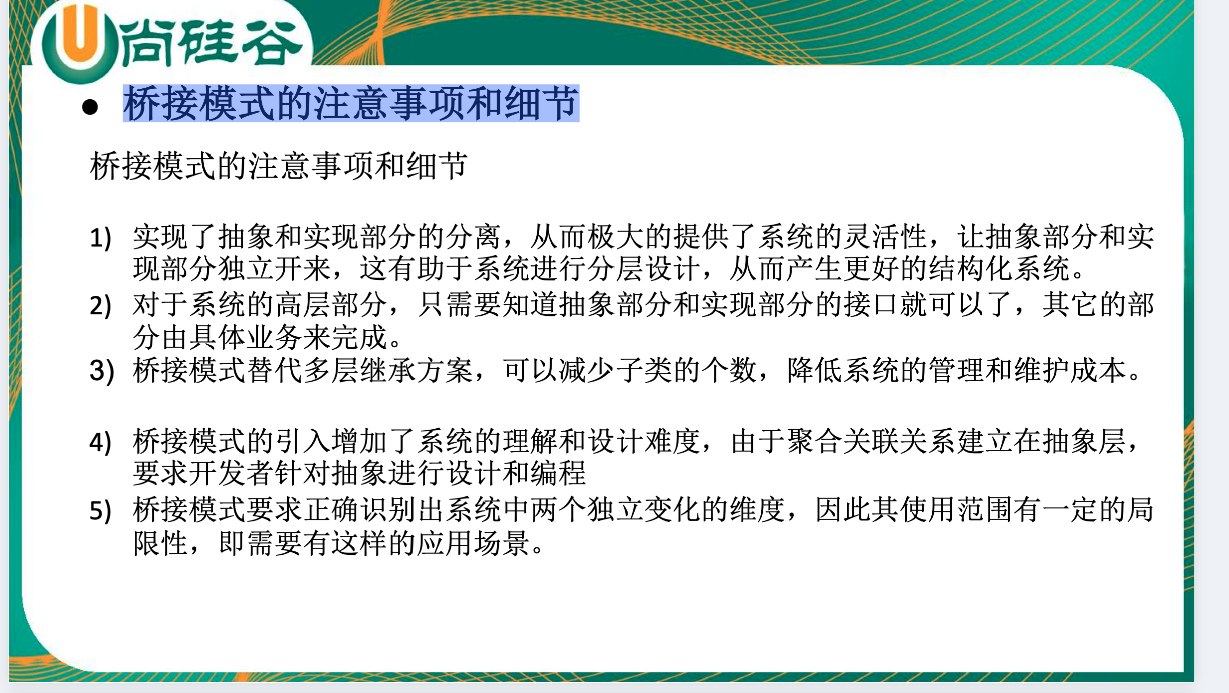 尚硅谷
● 桥接模式的注意事项和细节
桥接模式的注意事项和细节
1) 实现了抽象和实现部分的分离，从而极大的提供了系统的灵活性，让抽象部分和实
现部分独立开来，这有助于系统进行分层设计，从而产生更好的结构化系统。
2) 对于系统的高层部分，只需要知道抽象部分和实现部分的接口就可以了，其它的部
分由具体业务来完成。
3) 桥接模式替代多层继承方案，可以减少子类的个数，降低系统的管理和维护成本。
4) 桥接模式的引入增加了系统的理解和设计难度，由于聚合关联关系建立在抽象层，
要求开发者针对抽象进行设计和编程
5) 桥接模式要求正确识别出系统中两个独立变化的维度，因此其使用范围有一定的局
限性，即需要有这样的应用场景。